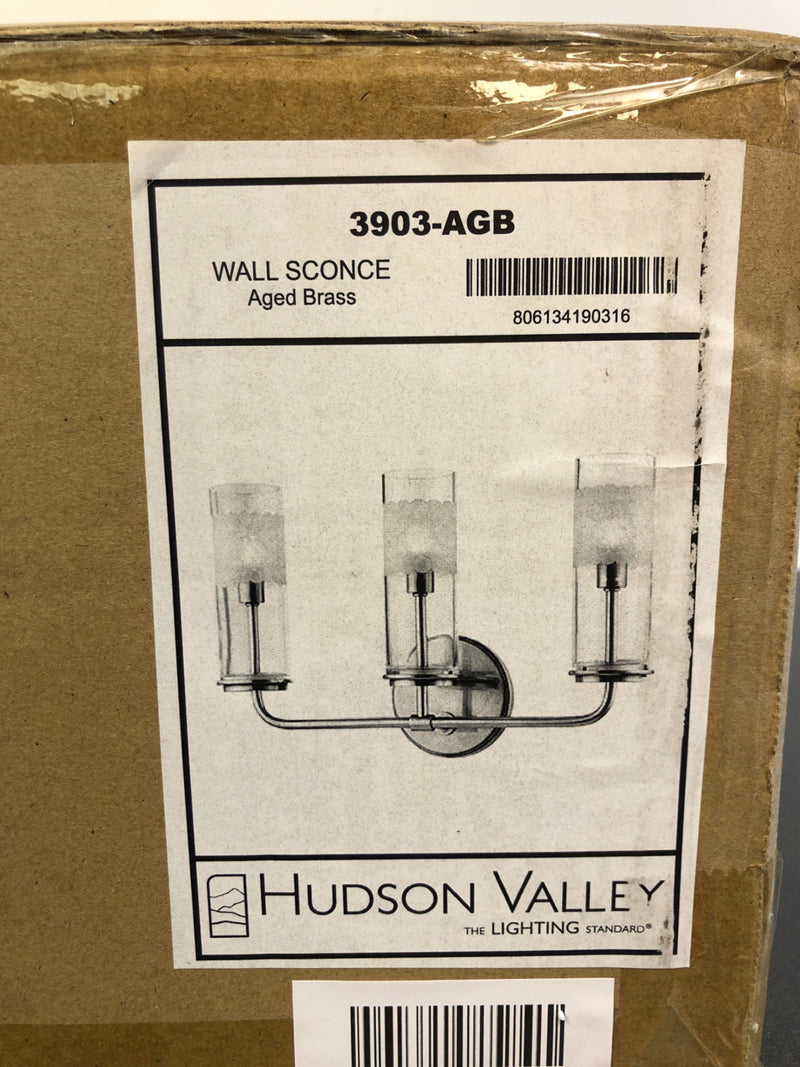 3903-AGB
WALL SCONCE
Aged Brass
806134190316
HUDSON VALLEY
THE LIGHTING STANDARD®